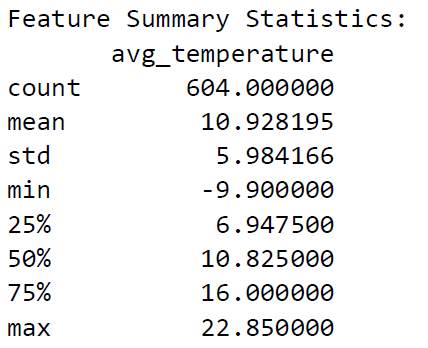 Feature Summary Statistics:
avg_temperature
count 604.000000
mean 10.928195
std 5.984166
min -9.900000
25% 6.947500
50% 10.825000
75% 16.000000
max 22.850000